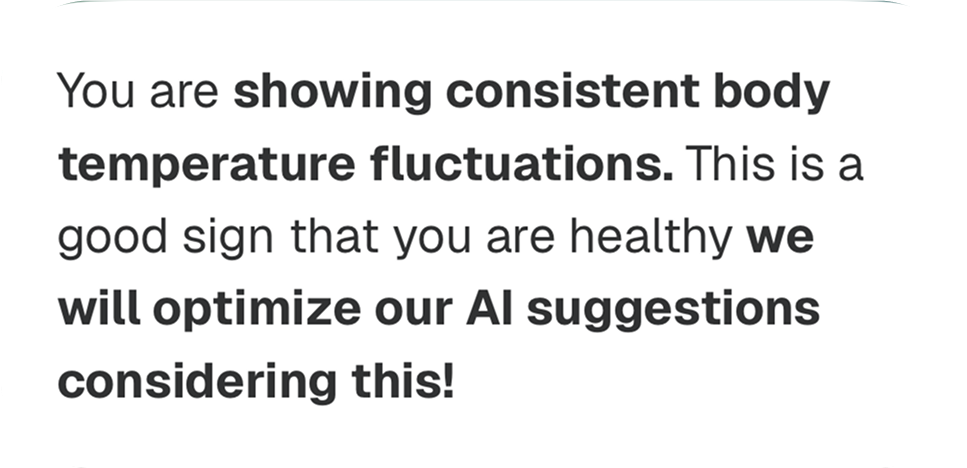 You are showing consistent body
temperature fluctuations. This is a
good sign that you are healthy we
will optimize our AI suggestions
considering this!